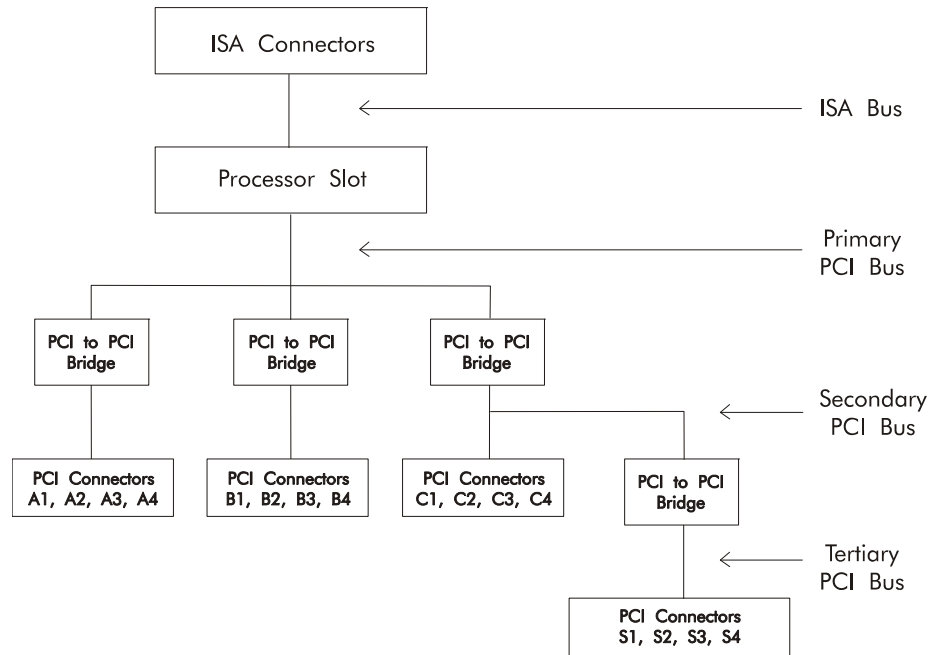 ISA Connectors
ISA Bus
Processor Slot
Primary
PCI Bus
PCI to PCI
Bridge
PCI to PCI
Bridge
PCI to PCI
Bridge
Secondary
PCI Bus
PCI Connectors
A1, A2, A3, A4
PCI Connectors
B1, B2, B3, B4
PCI Connectors
C1, C2, C3, C4
PCI to PCI
Bridge
Tertiary
PCI Bus
PCI Connectors
S1, S2, S3, S4